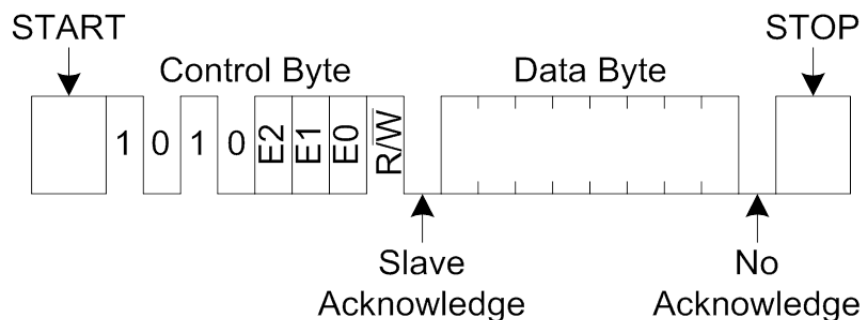 START STOP
Control Byte Data Byte
1 0 1 0 E2 E1 E0 R/W̅
Slave No
Acknowledge Acknowledge